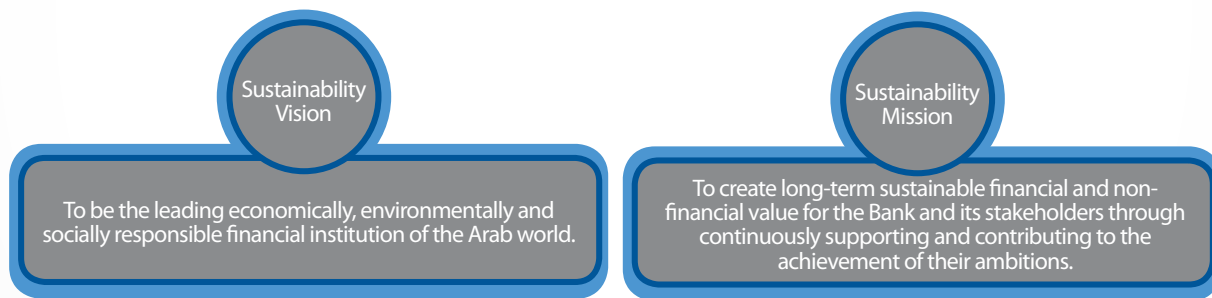 Sustainability
Vision
To be the leading economically, environmentally and
socially responsible financial institution of the Arab world.
Sustainability
Mission
To create long-term sustainable financial and non-
financial value for the Bank and its stakeholders through
continuously supporting and contributing to the
achievement of their ambitions.